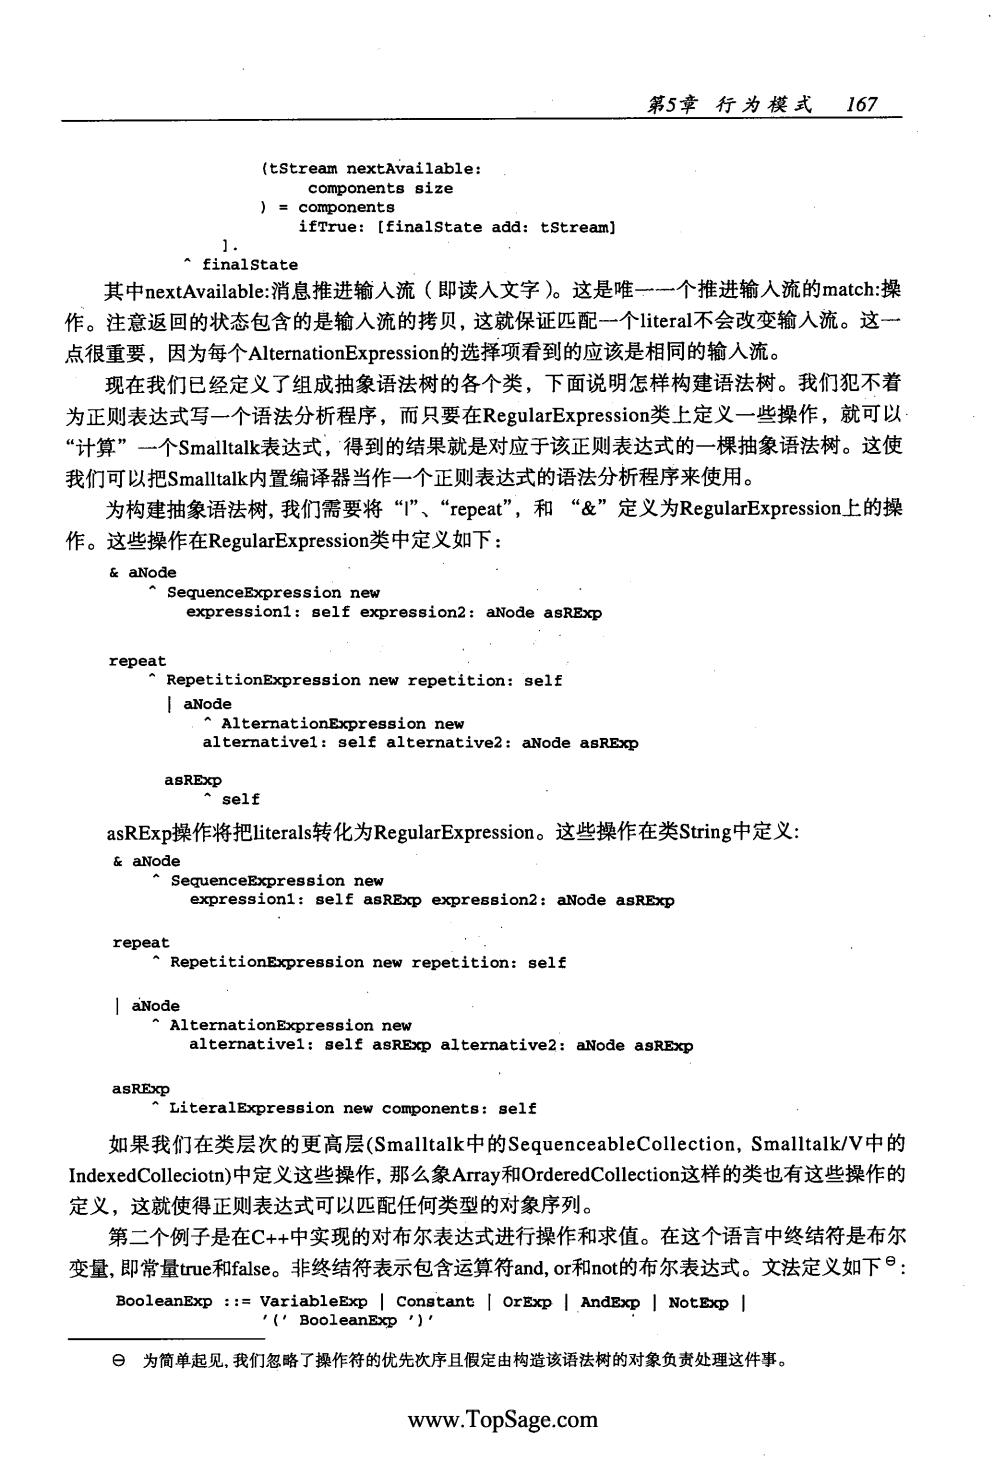 第5章 行为模式 167
(tStream nextAvailable:
components size
) = components
ifTrue: [finalState add: tStream]
].
^ finalState
其中nextAvailable:消息推进输入流（即读入文字）。这是唯一一个推进输入流的match:操
作。注意返回的状态包含的是输入流的拷贝, 这就保证匹配一个literal不会改变输入流。这一
点很重要，因为每个AlternationExpression的选择项看到的应该是相同的输入流。
现在我们已经定义了组成抽象语法树的各个类，下面说明怎样构建语法树。我们犯不着
为正则表达式写一个语法分析程序，而只要在RegularExpression类上定义一些操作，就可以
“计算”一个Smalltalk表达式，得到的结果就是对应于该正则表达式的一棵抽象语法树。这使
我们可以把Smalltalk内置编译器当作一个正则表达式的语法分析程序来使用。
为构建抽象语法树, 我们需要将“|”、“repeat”，和 “&”定义为RegularExpression上的操
作。这些操作在RegularExpression类中定义如下：
& aNode
^ SequenceExpression new
expression1: self expression2: aNode asRExp
repeat
^ RepetitionExpression new repetition: self
| aNode
^ AlternationExpression new
alternative1: self alternative2: aNode asRExp
asRExp
^ self
asRExp操作将把literals转化为RegularExpression。这些操作在类String中定义:
& aNode
^ SequenceExpression new
expression1: self asRExp expression2: aNode asRExp
repeat
^ RepetitionExpression new repetition: self
| aNode
^ AlternationExpression new
alternative1: self asRExp alternative2: aNode asRExp
asRExp
^ LiteralExpression new components: self
如果我们在类层次的更高层(Smalltalk中的SequenceableCollection, Smalltalk/V中的
IndexedColleciotn)中定义这些操作, 那么象Array和OrderedCollection这样的类也有这些操作的
定义，这就使得正则表达式可以匹配任何类型的对象序列。
第二个例子是在C++中实现的对布尔表达式进行操作和求值。在这个语言中终结符是布尔
变量, 即常量true和false。非终结符表示包含运算符and, or和not的布尔表达式。文法定义如下⊖：
BooleanExp ::= VariableExp | Constant | OrExp | AndExp | NotExp |
'(' BooleanExp ')'
⊖ 为简单起见, 我们忽略了操作符的优先次序且假定由构造该语法树的对象负责处理这件事。
www.TopSage.com